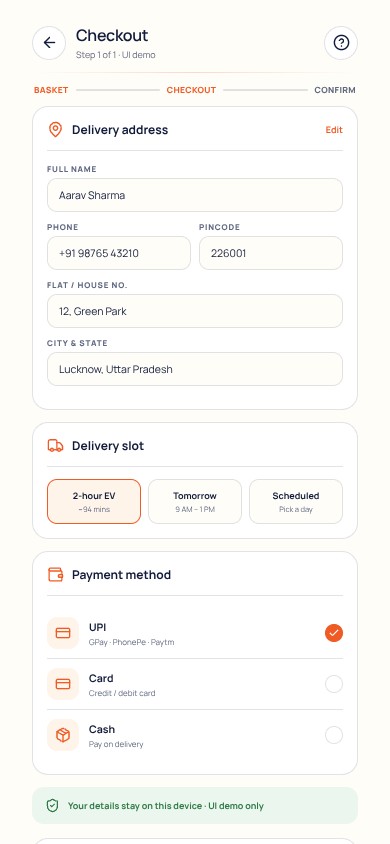 Checkout
Step 1 of 1 · UI demo
BASKET
CHECKOUT
CONFIRM
Delivery address
Edit
FULL NAME
Aarav Sharma
PHONE
PINCODE
+91 98765 43210
226001
FLAT / HOUSE NO.
12, Green Park
CITY & STATE
Lucknow, Uttar Pradesh
Delivery slot
2-hour EV
Tomorrow
Scheduled
~94 mins
9 AM – 1 PM
Pick a day
Payment method
UPI
GPay · PhonePe · Paytm
Card
Credit / debit card
Cash
Pay on delivery
Your details stay on this device · UI demo only